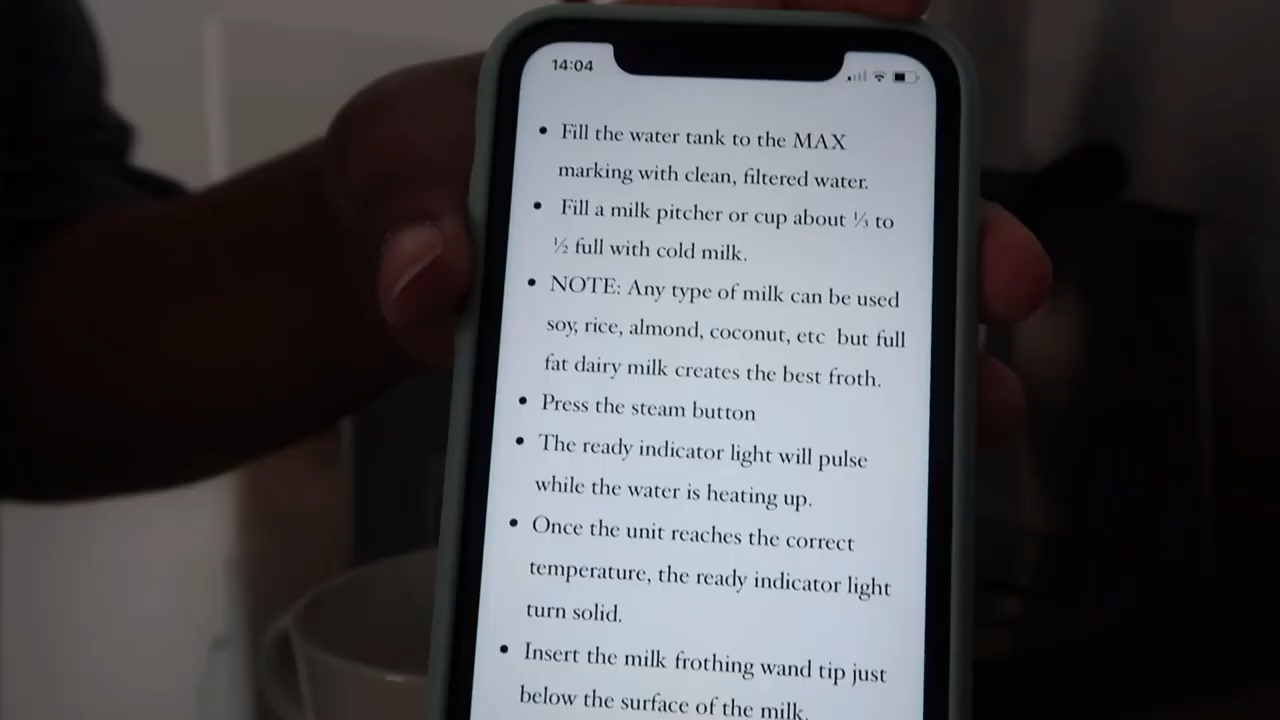 14:04
• Fill the water tank to the MAX
marking with clean, filtered water.
• Fill a milk pitcher or cup about ⅓ to
½ full with cold milk.
• NOTE: Any type of milk can be used
soy, rice, almond, coconut, etc but full
fat dairy milk creates the best froth.
• Press the steam button
• The ready indicator light will pulse
while the water is heating up.
• Once the unit reaches the correct
temperature, the ready indicator light
turn solid.
• Insert the milk frothing wand tip just
below the surface of the milk.